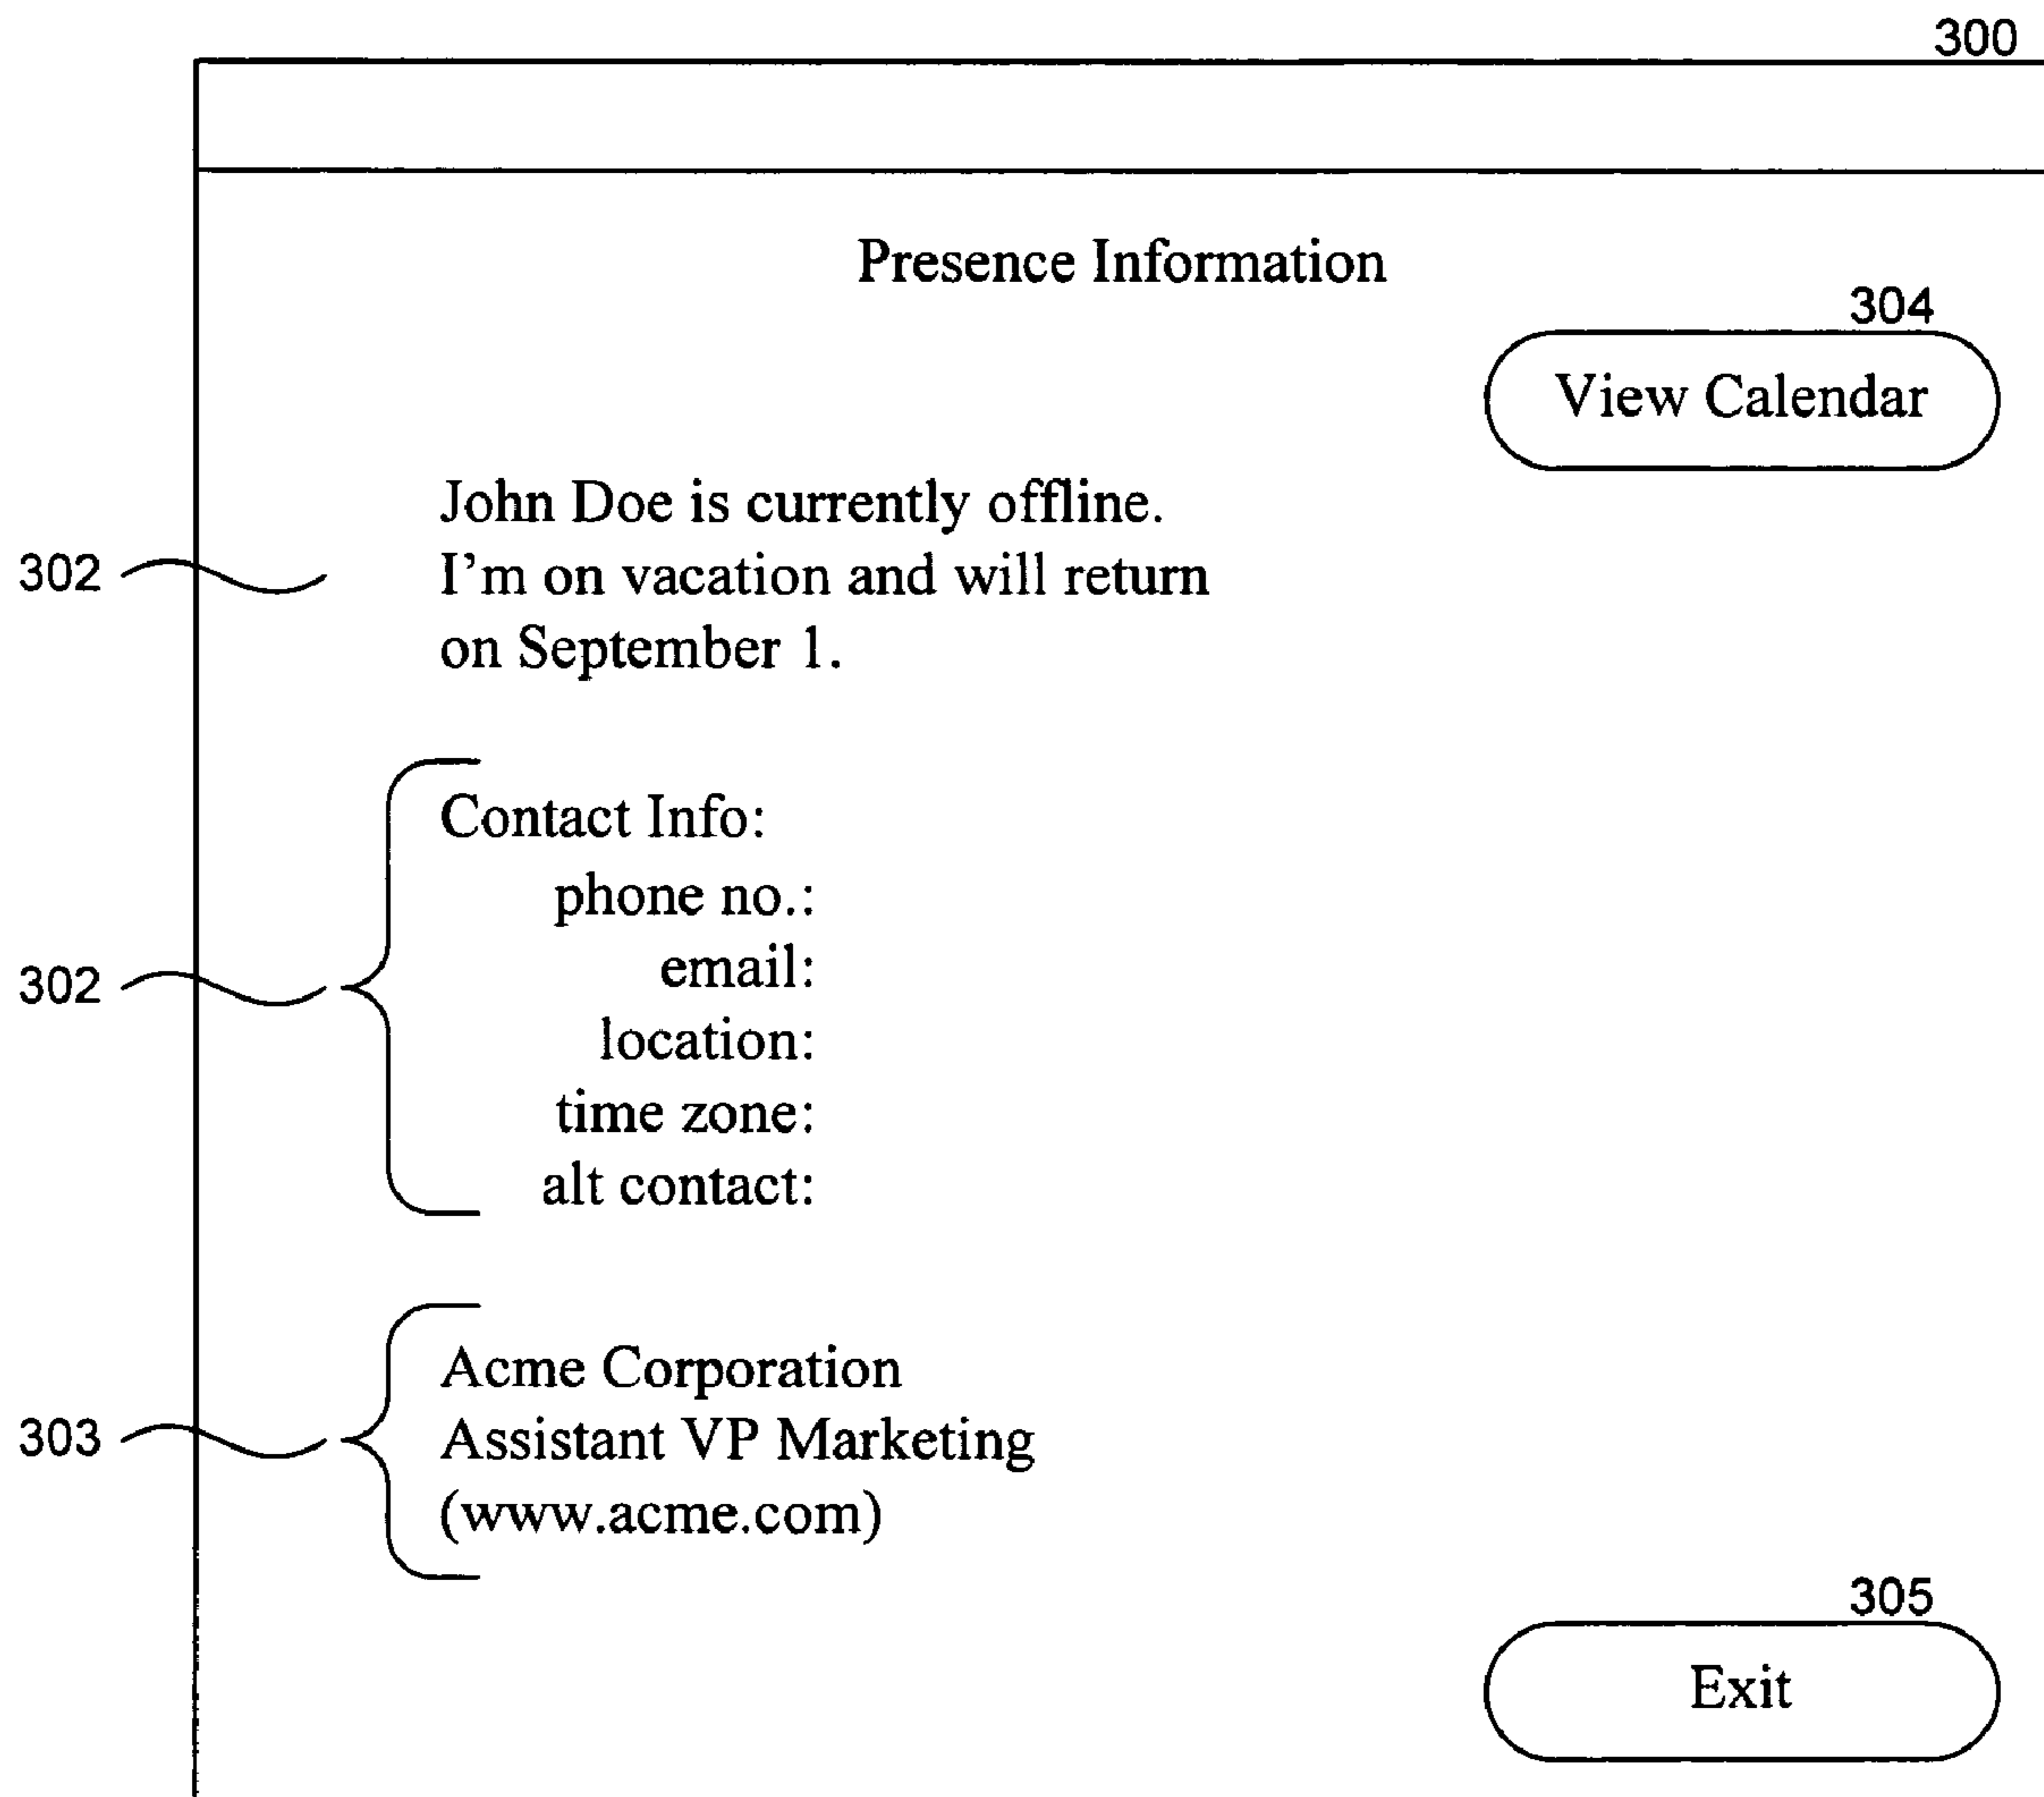 300
Presence Information
304
View Calendar
John Doe is currently offline.
302
I'm on vacation and will return
on September 1.
Contact Info:
phone no.:
email:
302
location:
time zone:
alt contact:
Acme Corporation
303
Assistant VP Marketing
(www.acme.com)
305
Exit